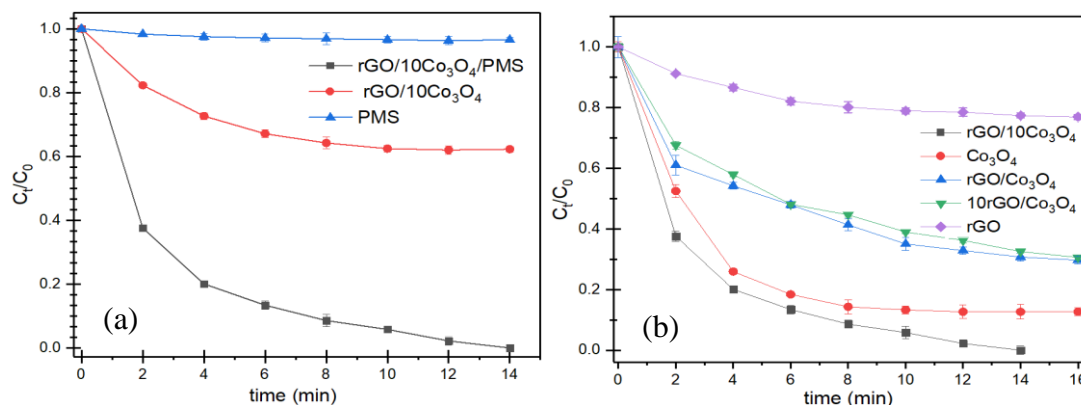 C_t/C_0
1.0
0.8
0.6
0.4
0.2
0.0
rGO/10Co₃O₄/PMS
rGO/10Co₃O₄
PMS
(a)
0 2 4 6 8 10 12 14
time (min)
C_t/C_0
1.0
0.8
0.6
0.4
0.2
0.0
rGO/10Co₃O₄
Co₃O₄
rGO/Co₃O₄
10rGO/Co₃O₄
rGO
(b)
0 2 4 6 8 10 12 14 16
time (min)